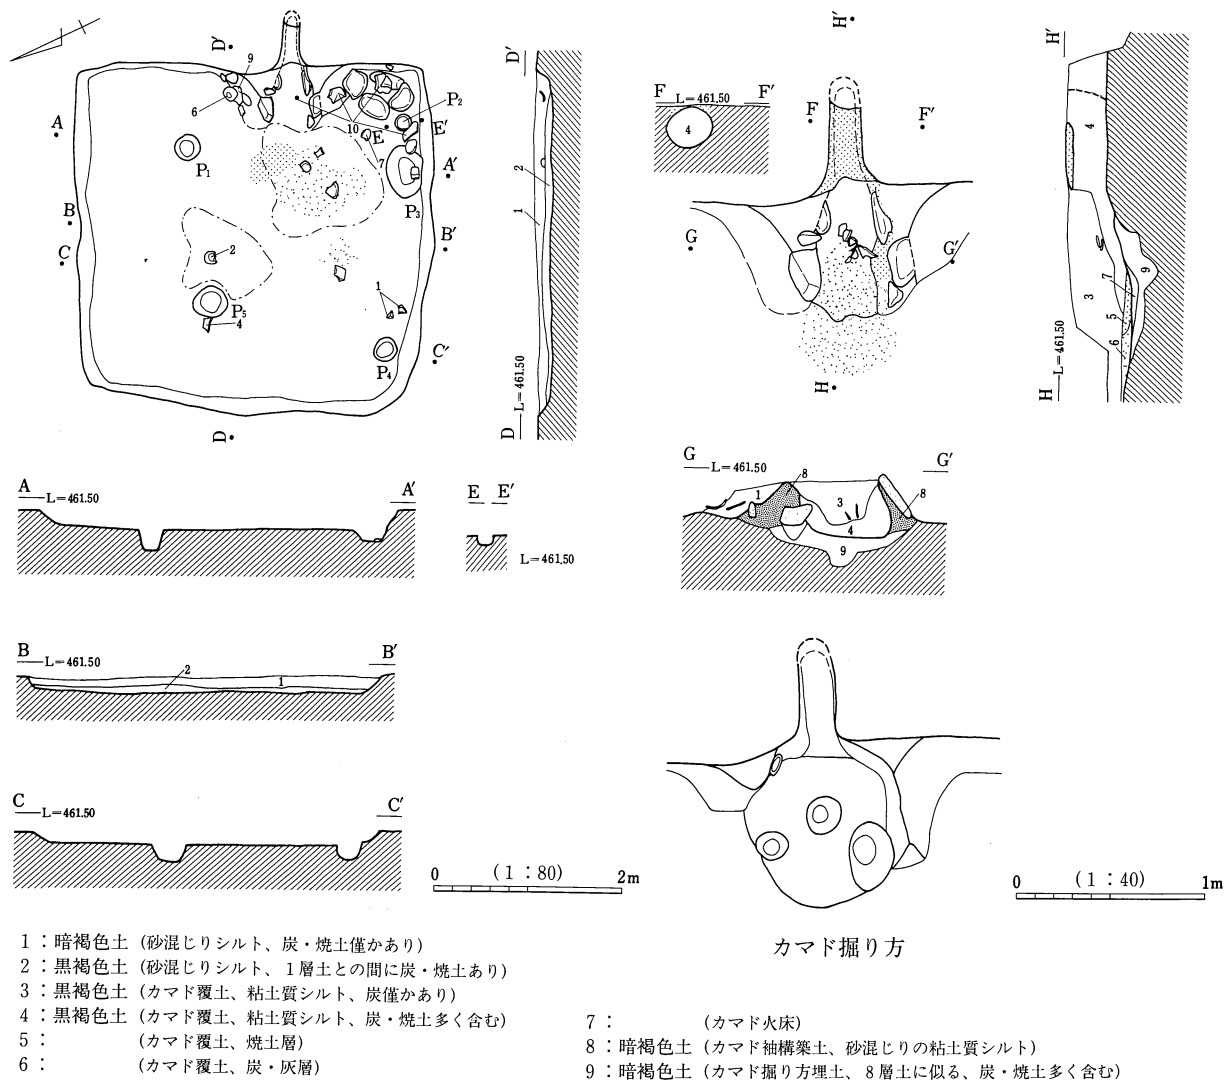 D′
9
6
10
E
E′
P₂
7
A
A′
P₁
P₃
B
B′
C
2
P₅
4
1
P₄
C′
D
D′
2
1
D
L=461.50
H′
F
L=461.50
F′
4
F
F′
G
G′
H
H′
4
3
7
9
5
6
H
L=461.50
A
L=461.50
A′
E E′
L=461.50
G
L=461.50
G′
1
8
3
8
4
9
B
L=461.50
B′
2
1
C
L=461.50
C′
0 (1：80) 2m
0 (1：40) 1m
カマド掘り方
1：暗褐色土（砂混じりシルト、炭・焼土僅かあり）
2：黒褐色土（砂混じりシルト、1層土との間に炭・焼土あり）
3：黒褐色土（カマド覆土、粘土質シルト、炭僅かあり）
4：黒褐色土（カマド覆土、粘土質シルト、炭・焼土多く含む）
5：（カマド覆土、焼土層）
6：（カマド覆土、炭・灰層）
7：（カマド火床）
8：暗褐色土（カマド袖構築土、砂混じりの粘土質シルト）
9：暗褐色土（カマド掘り方埋土、8層土に似る、炭・焼土多く含む）